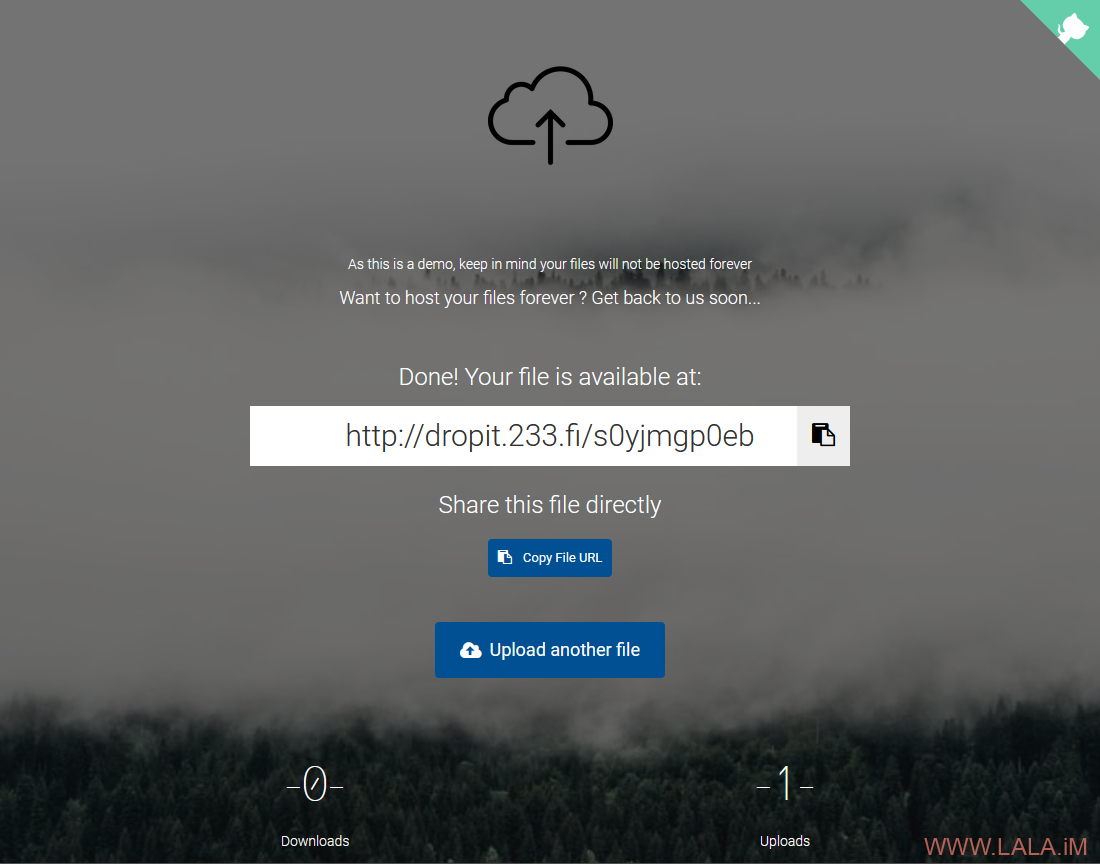 As this is a demo, keep in mind your files will not be hosted forever
Want to host your files forever ? Get back to us soon...
Done! Your file is available at:
http://dropit.233.fi/s0yjmgp0eb
Share this file directly
Copy File URL
Upload another file
–0–
–1–
Downloads
Uploads
WWW.LALA.iM